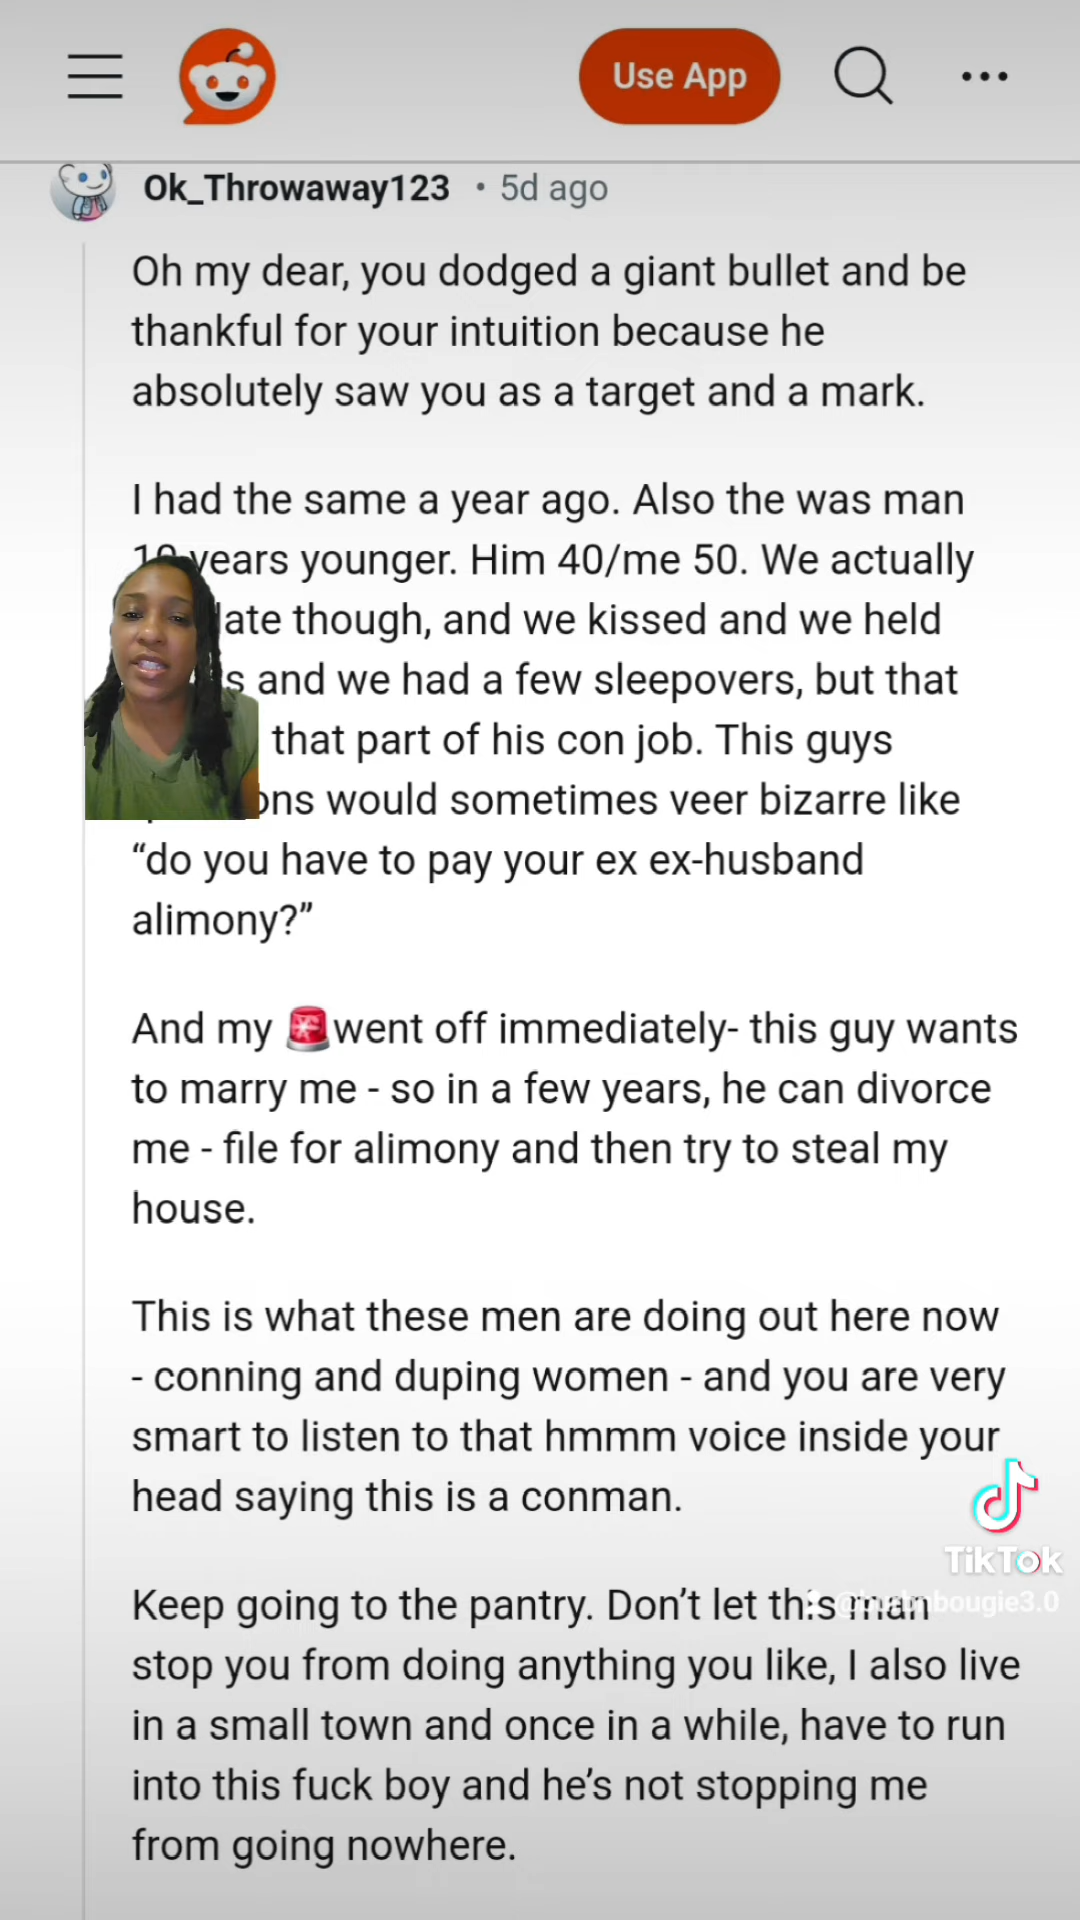 Use App
Ok_Throwaway123 • 5d ago
Oh my dear, you dodged a giant bullet and be
thankful for your intuition because he
absolutely saw you as a target and a mark.
I had the same a year ago. Also the was man
years younger. Him 40/me 50. We actually
though, and we kissed and we held
and we had a few sleepovers, but that
that part of his con job. This guys
would sometimes veer bizarre like
“do you have to pay your ex ex-husband
alimony?”
And my 🚨went off immediately- this guy wants
to marry me - so in a few years, he can divorce
me - file for alimony and then try to steal my
house.
This is what these men are doing out here now
- conning and duping women - and you are very
smart to listen to that hmmm voice inside your
head saying this is a conman.
TikTok
Keep going to the pantry. Don’t let this man
stop you from doing anything you like, I also live
in a small town and once in a while, have to run
into this fuck boy and he’s not stopping me
from going nowhere.